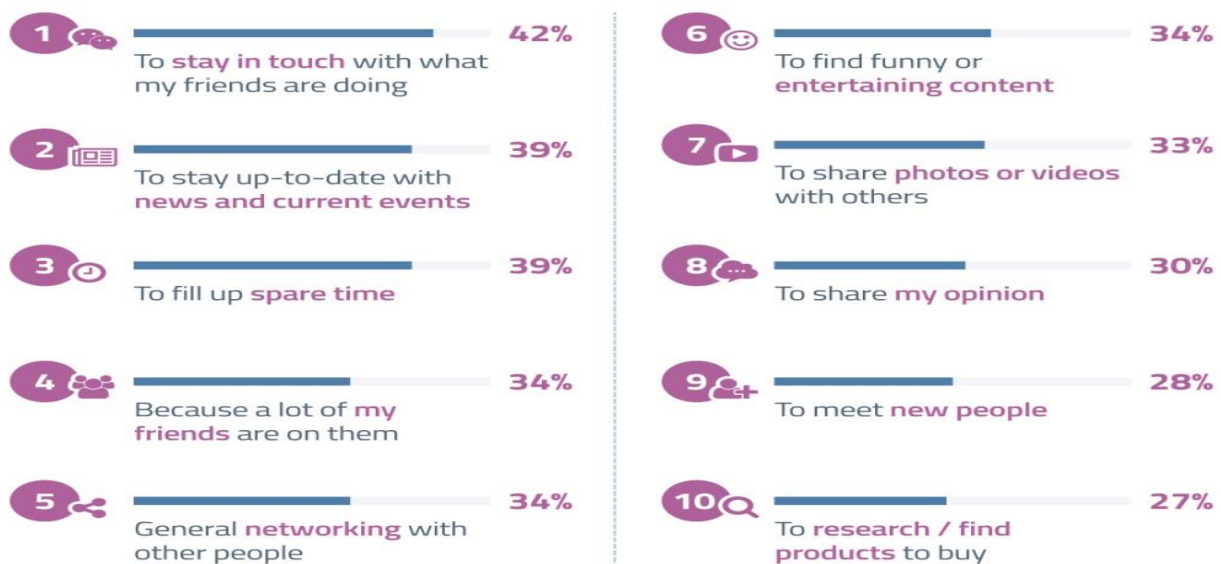 1
42%
To stay in touch with what
my friends are doing
2
39%
To stay up-to-date with
news and current events
3
39%
To fill up spare time
4
34%
Because a lot of my
friends are on them
5
34%
General networking with
other people
6
34%
To find funny or
entertaining content
7
33%
To share photos or videos
with others
8
30%
To share my opinion
9
28%
To meet new people
10
27%
To research / find
products to buy